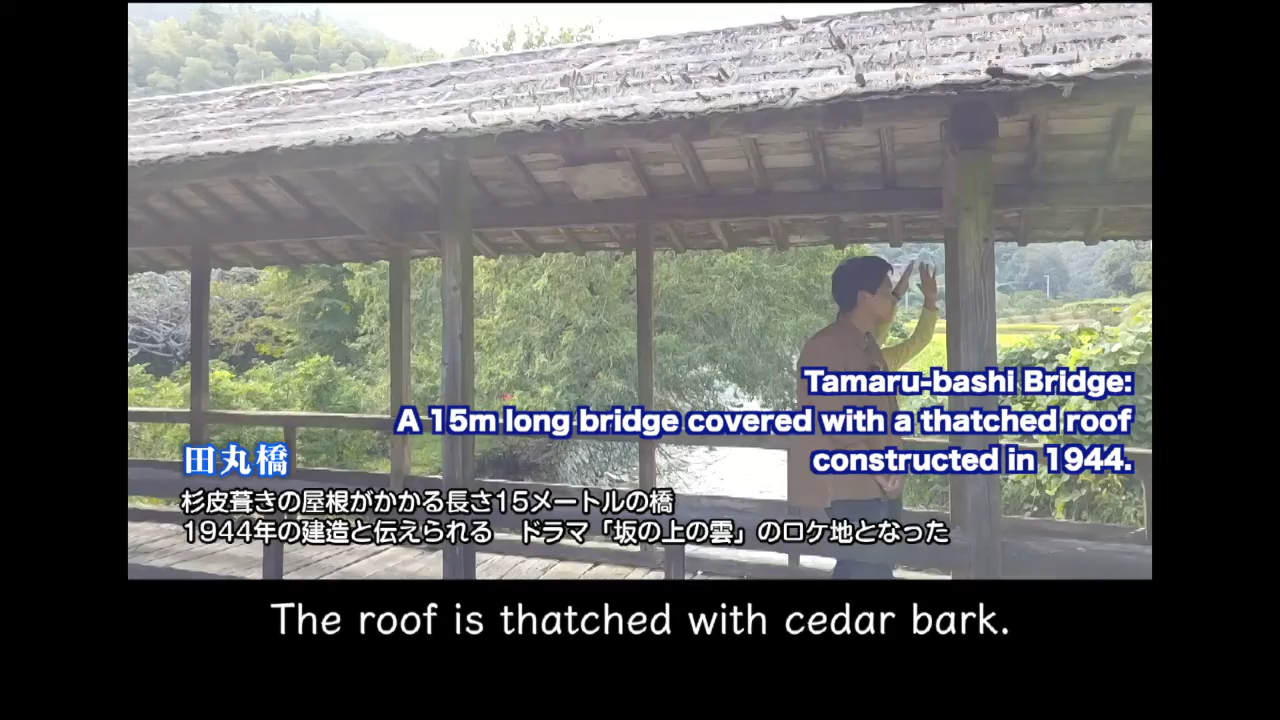 Tamaru-bashi Bridge:
A 15m long bridge covered with a thatched roof
constructed in 1944.
田丸橋
杉皮葺きの屋根がかかる長さ15メートルの橋
1944年の建造と伝えられる　ドラマ「坂の上の雲」のロケ地となった
The roof is thatched with cedar bark.